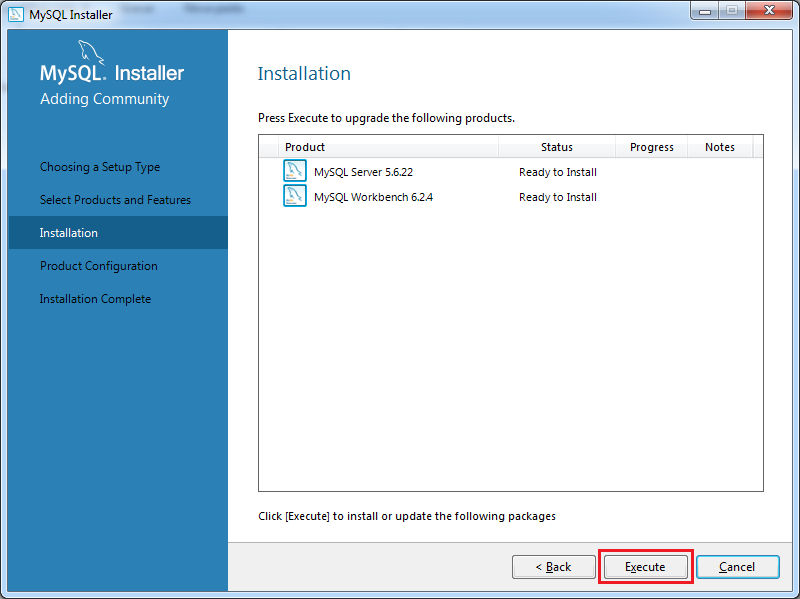 MySQL Installer
MySQL. Installer
Adding Community
Choosing a Setup Type
Select Products and Features
Installation
Product Configuration
Installation Complete
Installation
Press Execute to upgrade the following products.
Product Status Progress Notes
MySQL Server 5.6.22 Ready to Install
MySQL Workbench 6.2.4 Ready to Install
Click [Execute] to install or update the following packages
< Back Execute Cancel